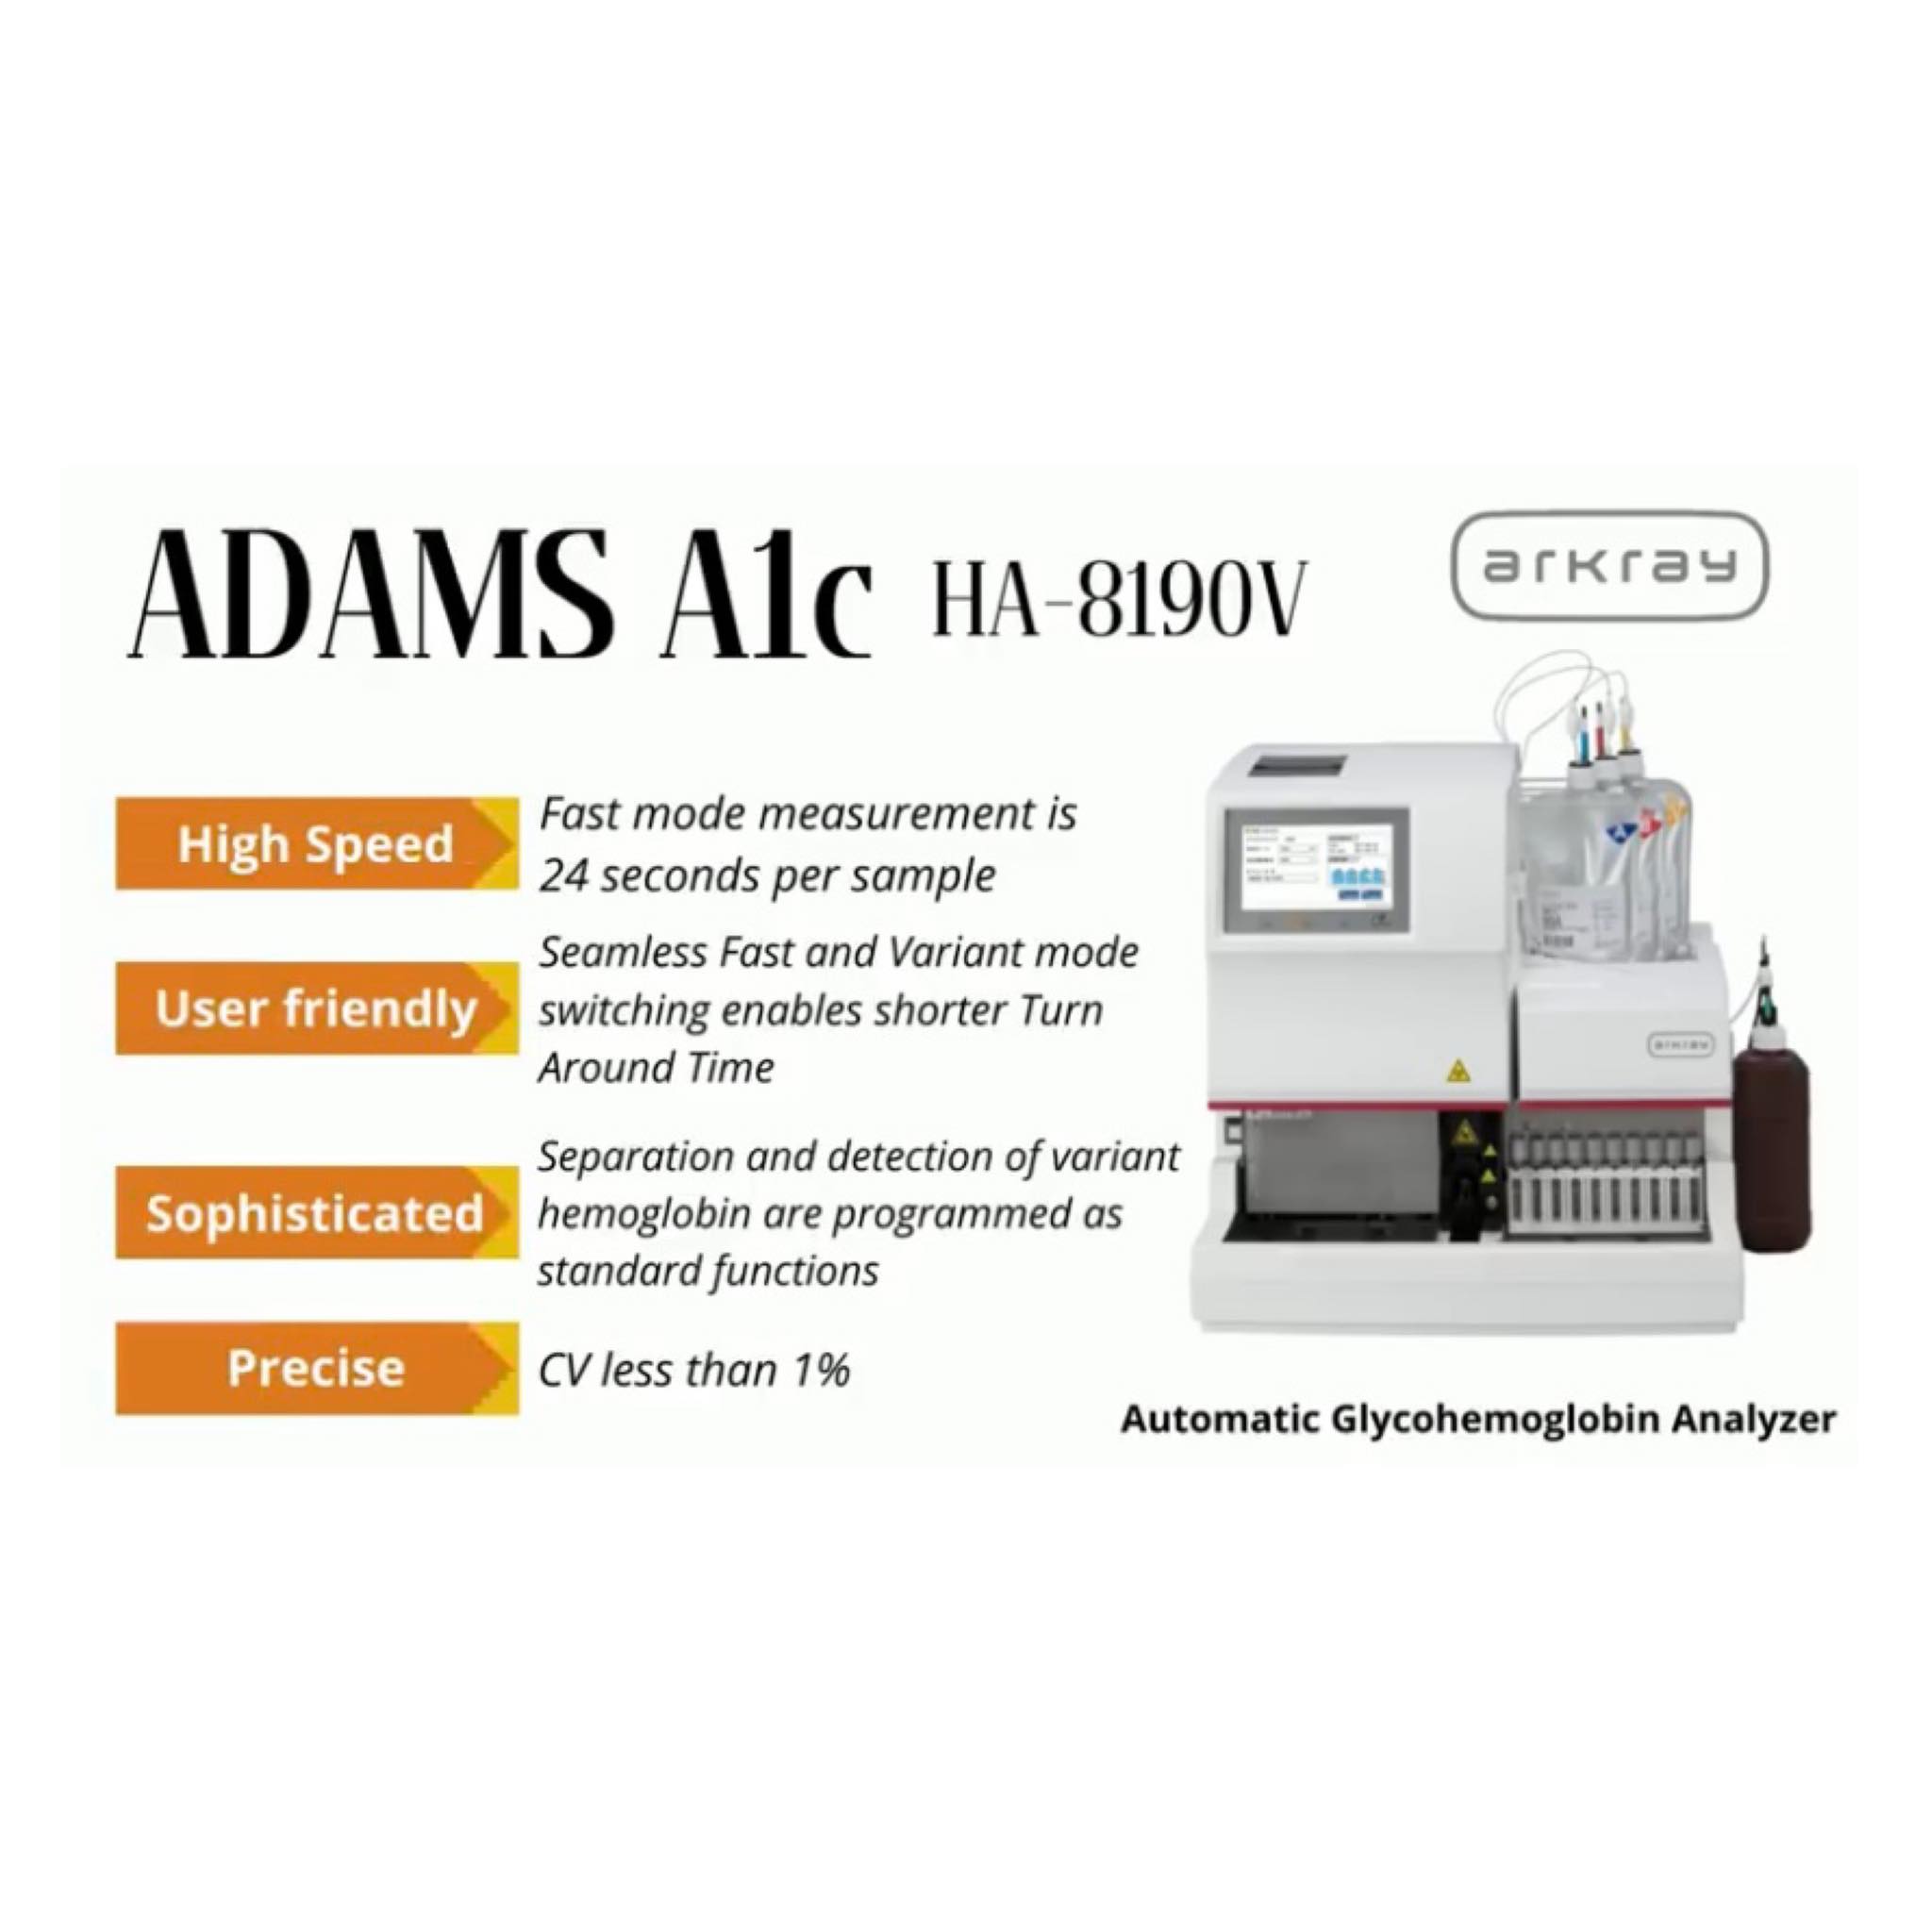 ADAMS A1c HA-8190V
arkray
High Speed
Fast mode measurement is
24 seconds per sample
User friendly
Seamless Fast and Variant mode
switching enables shorter Turn
Around Time
Sophisticated
Separation and detection of variant
hemoglobin are programmed as
standard functions
Precise
CV less than 1%
A
arkray
Automatic Glycohemoglobin Analyzer